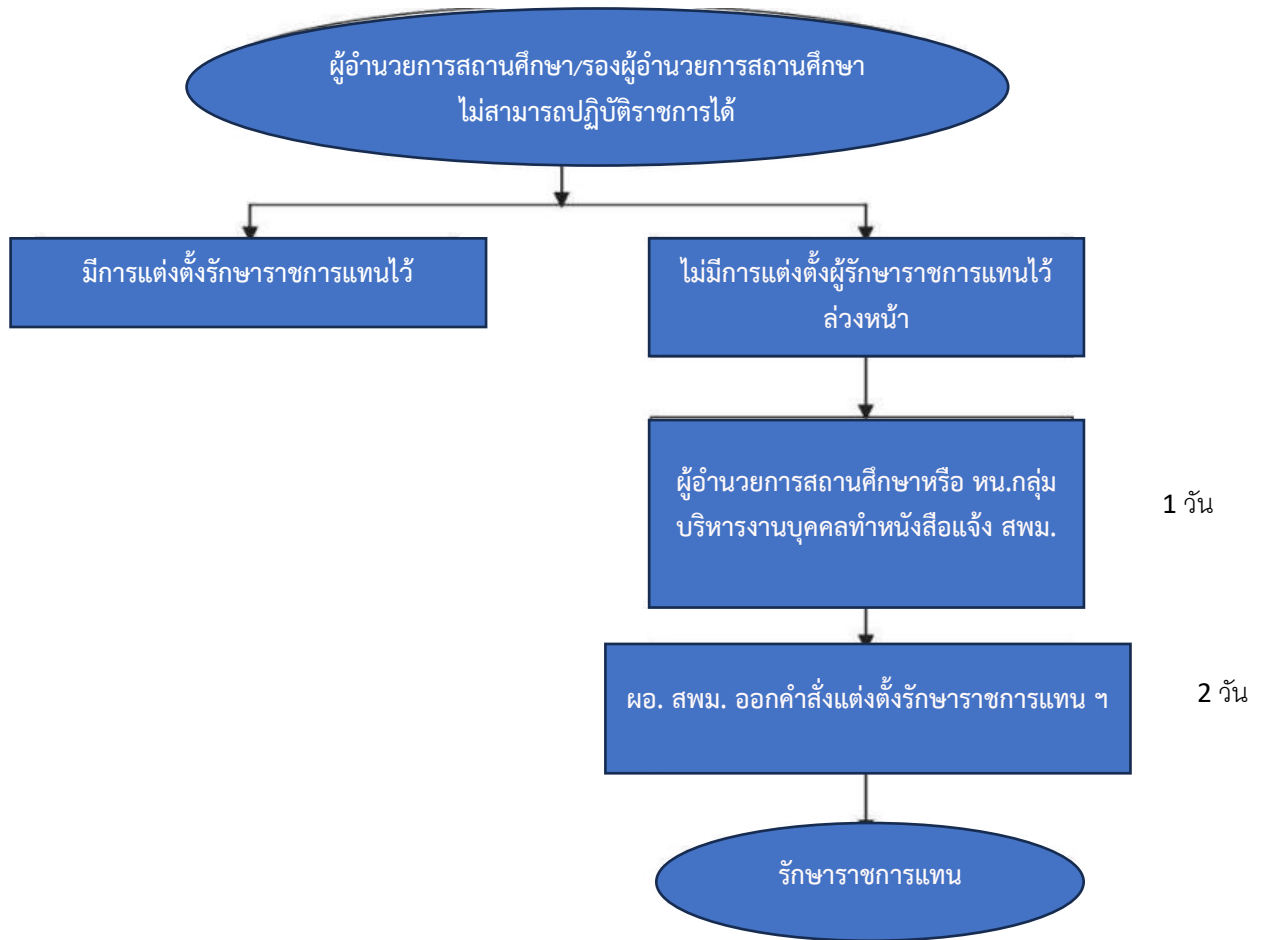 ผู้อำนวยการสถานศึกษา/รองผู้อำนวยการสถานศึกษา
ไม่สามารถปฏิบัติราชการได้
มีการแต่งตั้งรักษาราชการแทนไว้
ไม่มีการแต่งตั้งผู้รักษาราชการแทนไว้
ล่วงหน้า
ผู้อำนวยการสถานศึกษาหรือ หน.กลุ่ม
บริหารงานบุคคลทำหนังสือแจ้ง สพม.
1 วัน
ผอ. สพม. ออกคำสั่งแต่งตั้งรักษาราชการแทน ฯ
2 วัน
รักษาราชการแทน